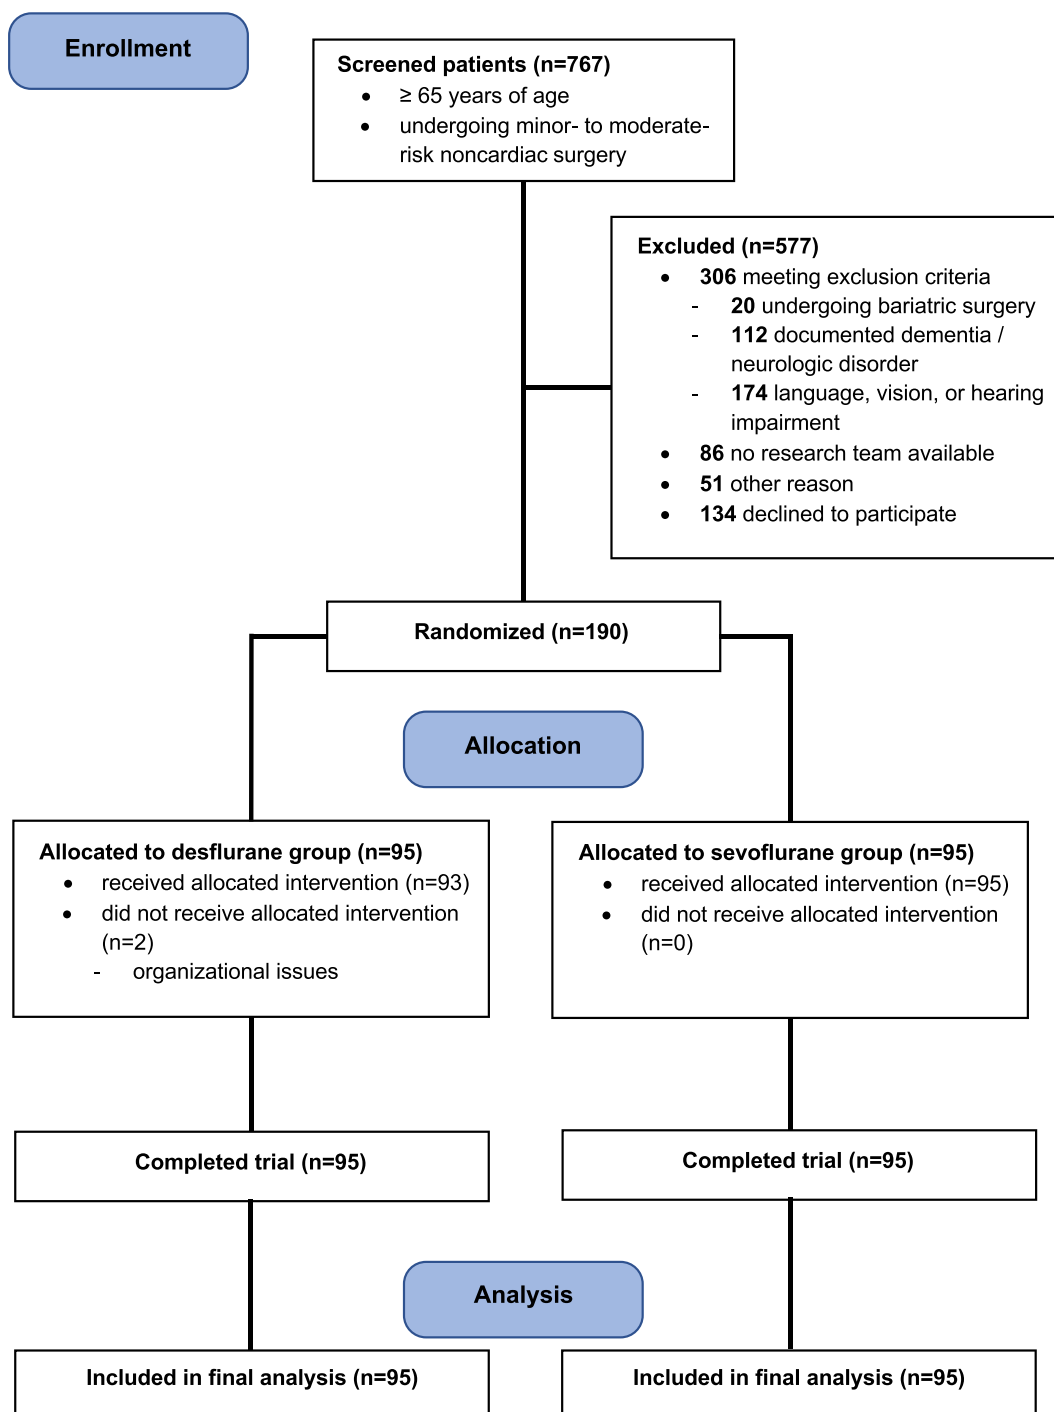 Enrollment
Screened patients (n=767)
• ≥ 65 years of age
• undergoing minor- to moderate-
risk noncardiac surgery
Excluded (n=577)
• 306 meeting exclusion criteria
- 20 undergoing bariatric surgery
- 112 documented dementia /
neurologic disorder
- 174 language, vision, or hearing
impairment
• 86 no research team available
• 51 other reason
• 134 declined to participate
Randomized (n=190)
Allocation
Allocated to desflurane group (n=95)
• received allocated intervention (n=93)
• did not receive allocated intervention
(n=2)
- organizational issues
Allocated to sevoflurane group (n=95)
• received allocated intervention (n=95)
• did not receive allocated intervention
(n=0)
Completed trial (n=95)
Completed trial (n=95)
Analysis
Included in final analysis (n=95)
Included in final analysis (n=95)